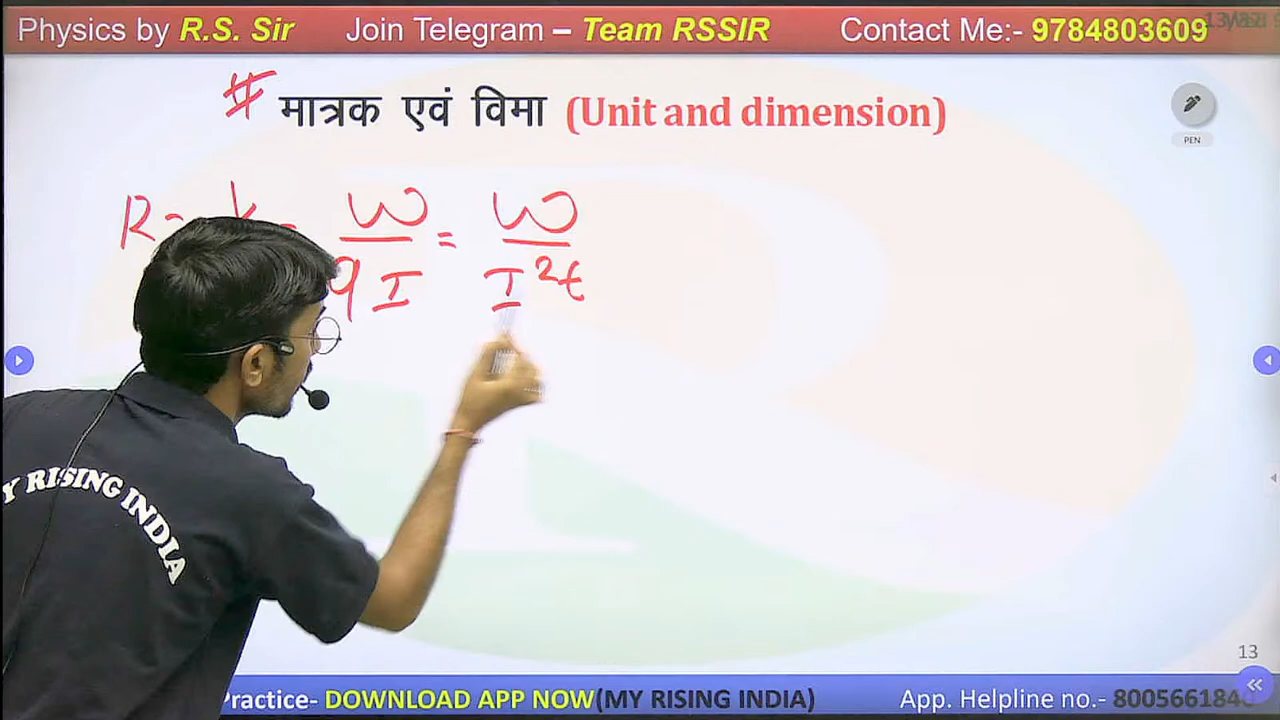 Physics by R.S. Sir Join Telegram – Team RSSIR Contact Me:- 9784803609
# मात्रक एवं विमा (Unit and dimension)
PEN
R = = W = W
qI I²t
MY RISING INDIA
13
Practice- DOWNLOAD APP NOW(MY RISING INDIA) App. Helpline no.- 800566184